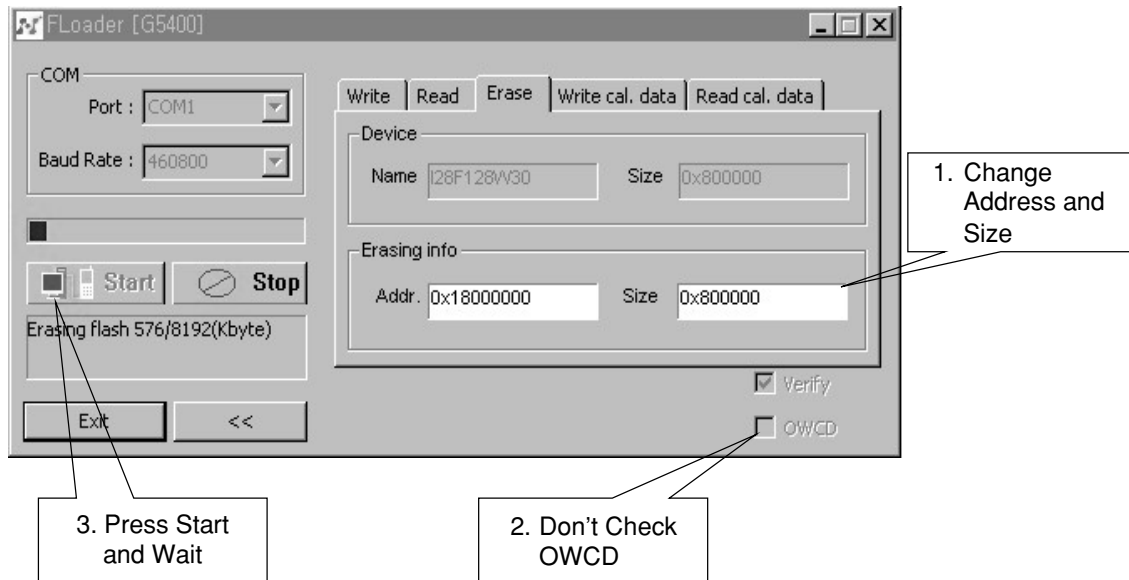 FLoader [G5400]
COM
Port : COM1
Baud Rate : 460800
Start
Stop
Erasing flash 576/8192(Kbyte)
Exit
<<
Write
Read
Erase
Write cal. data
Read cal. data
Device
Name I28F128W30
Size 0x800000
Erasing info
Addr. 0x18000000
Size 0x800000
Verify
OWCD
1. Change
Address and
Size
2. Don't Check
OWCD
3. Press Start
and Wait